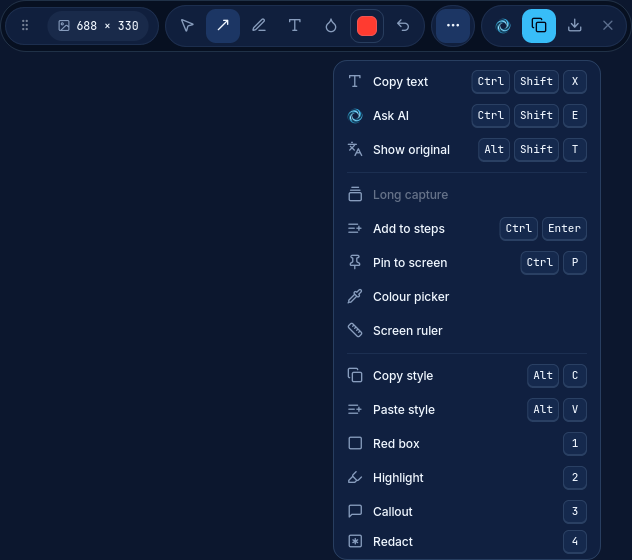 688 × 330
Copy text Ctrl Shift X
Ask AI Ctrl Shift E
Show original Alt Shift T
Long capture
Add to steps Ctrl Enter
Pin to screen Ctrl P
Colour picker
Screen ruler
Copy style Alt C
Paste style Alt V
Red box 1
Highlight 2
Callout 3
Redact 4